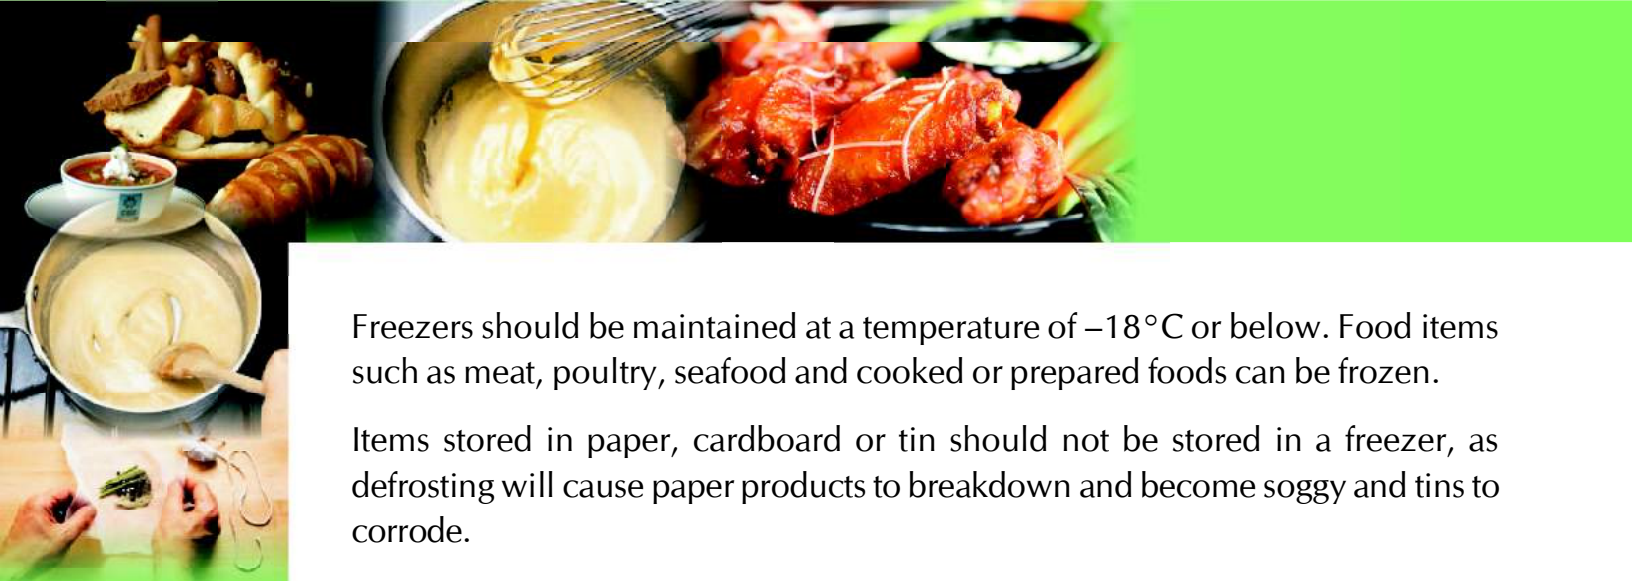 Freezers should be maintained at a temperature of –18°C or below. Food items
such as meat, poultry, seafood and cooked or prepared foods can be frozen.
Items stored in paper, cardboard or tin should not be stored in a freezer, as
defrosting will cause paper products to breakdown and become soggy and tins to
corrode.